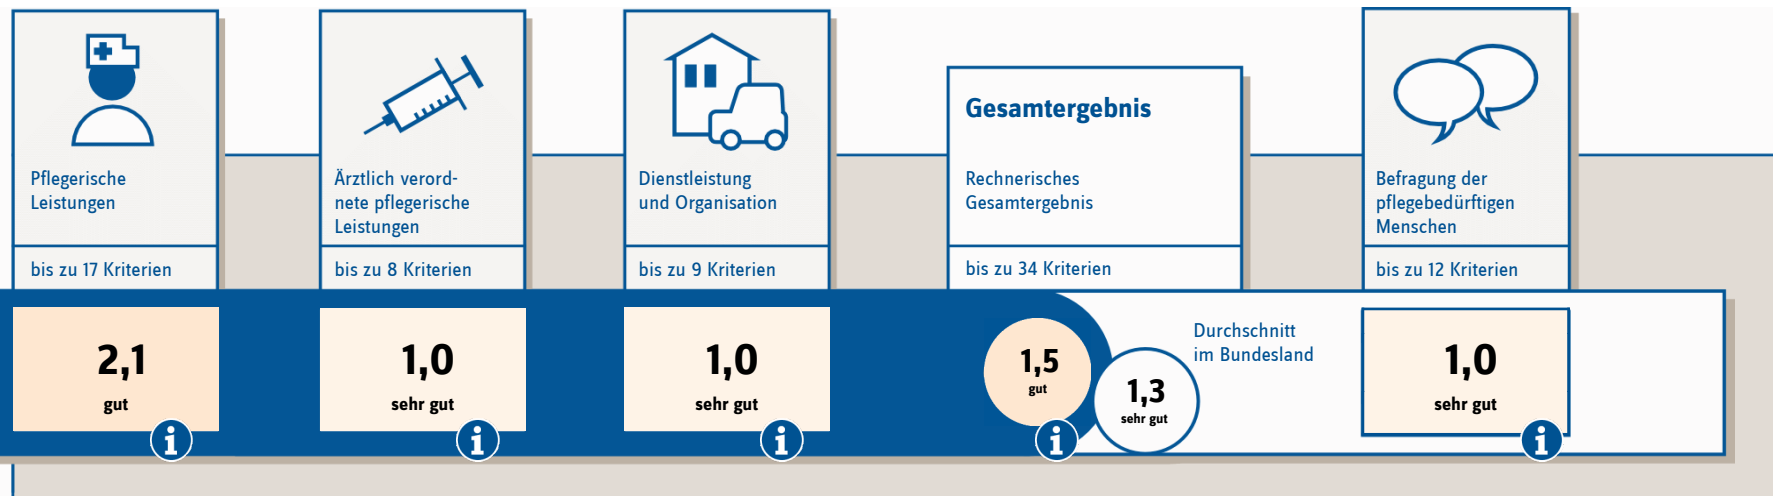 Pflegerische
Leistungen
bis zu 17 Kriterien
2,1
gut
i
Ärztlich verord-
nete pflegerische
Leistungen
bis zu 8 Kriterien
1,0
sehr gut
i
Dienstleistung
und Organisation
bis zu 9 Kriterien
1,0
sehr gut
i
Gesamtergebnis
Rechnerisches
Gesamtergebnis
bis zu 34 Kriterien
1,5
gut
i
1,3
sehr gut
Durchschnitt
im Bundesland
Befragung der
pflegebedürftigen
Menschen
bis zu 12 Kriterien
1,0
sehr gut
i